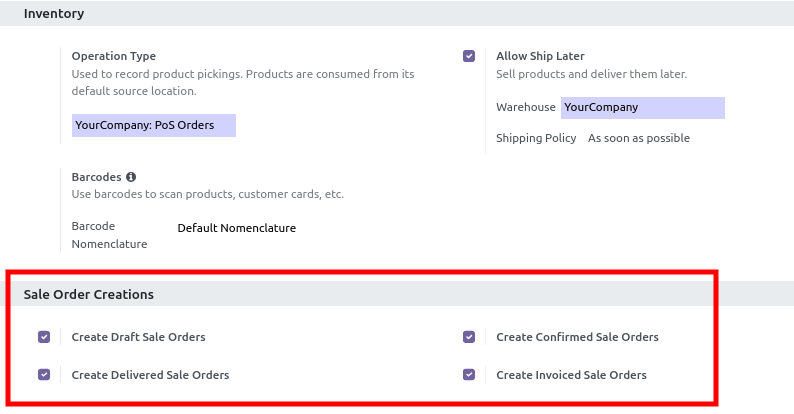 Inventory
Operation Type
Used to record product pickings. Products are consumed from its
default source location.
YourCompany: PoS Orders
Allow Ship Later
Sell products and deliver them later.
Warehouse YourCompany
Shipping Policy As soon as possible
Barcodes
Use barcodes to scan products, customer cards, etc.
Barcode
Nomenclature
Default Nomenclature
Sale Order Creations
Create Draft Sale Orders
Create Confirmed Sale Orders
Create Delivered Sale Orders
Create Invoiced Sale Orders